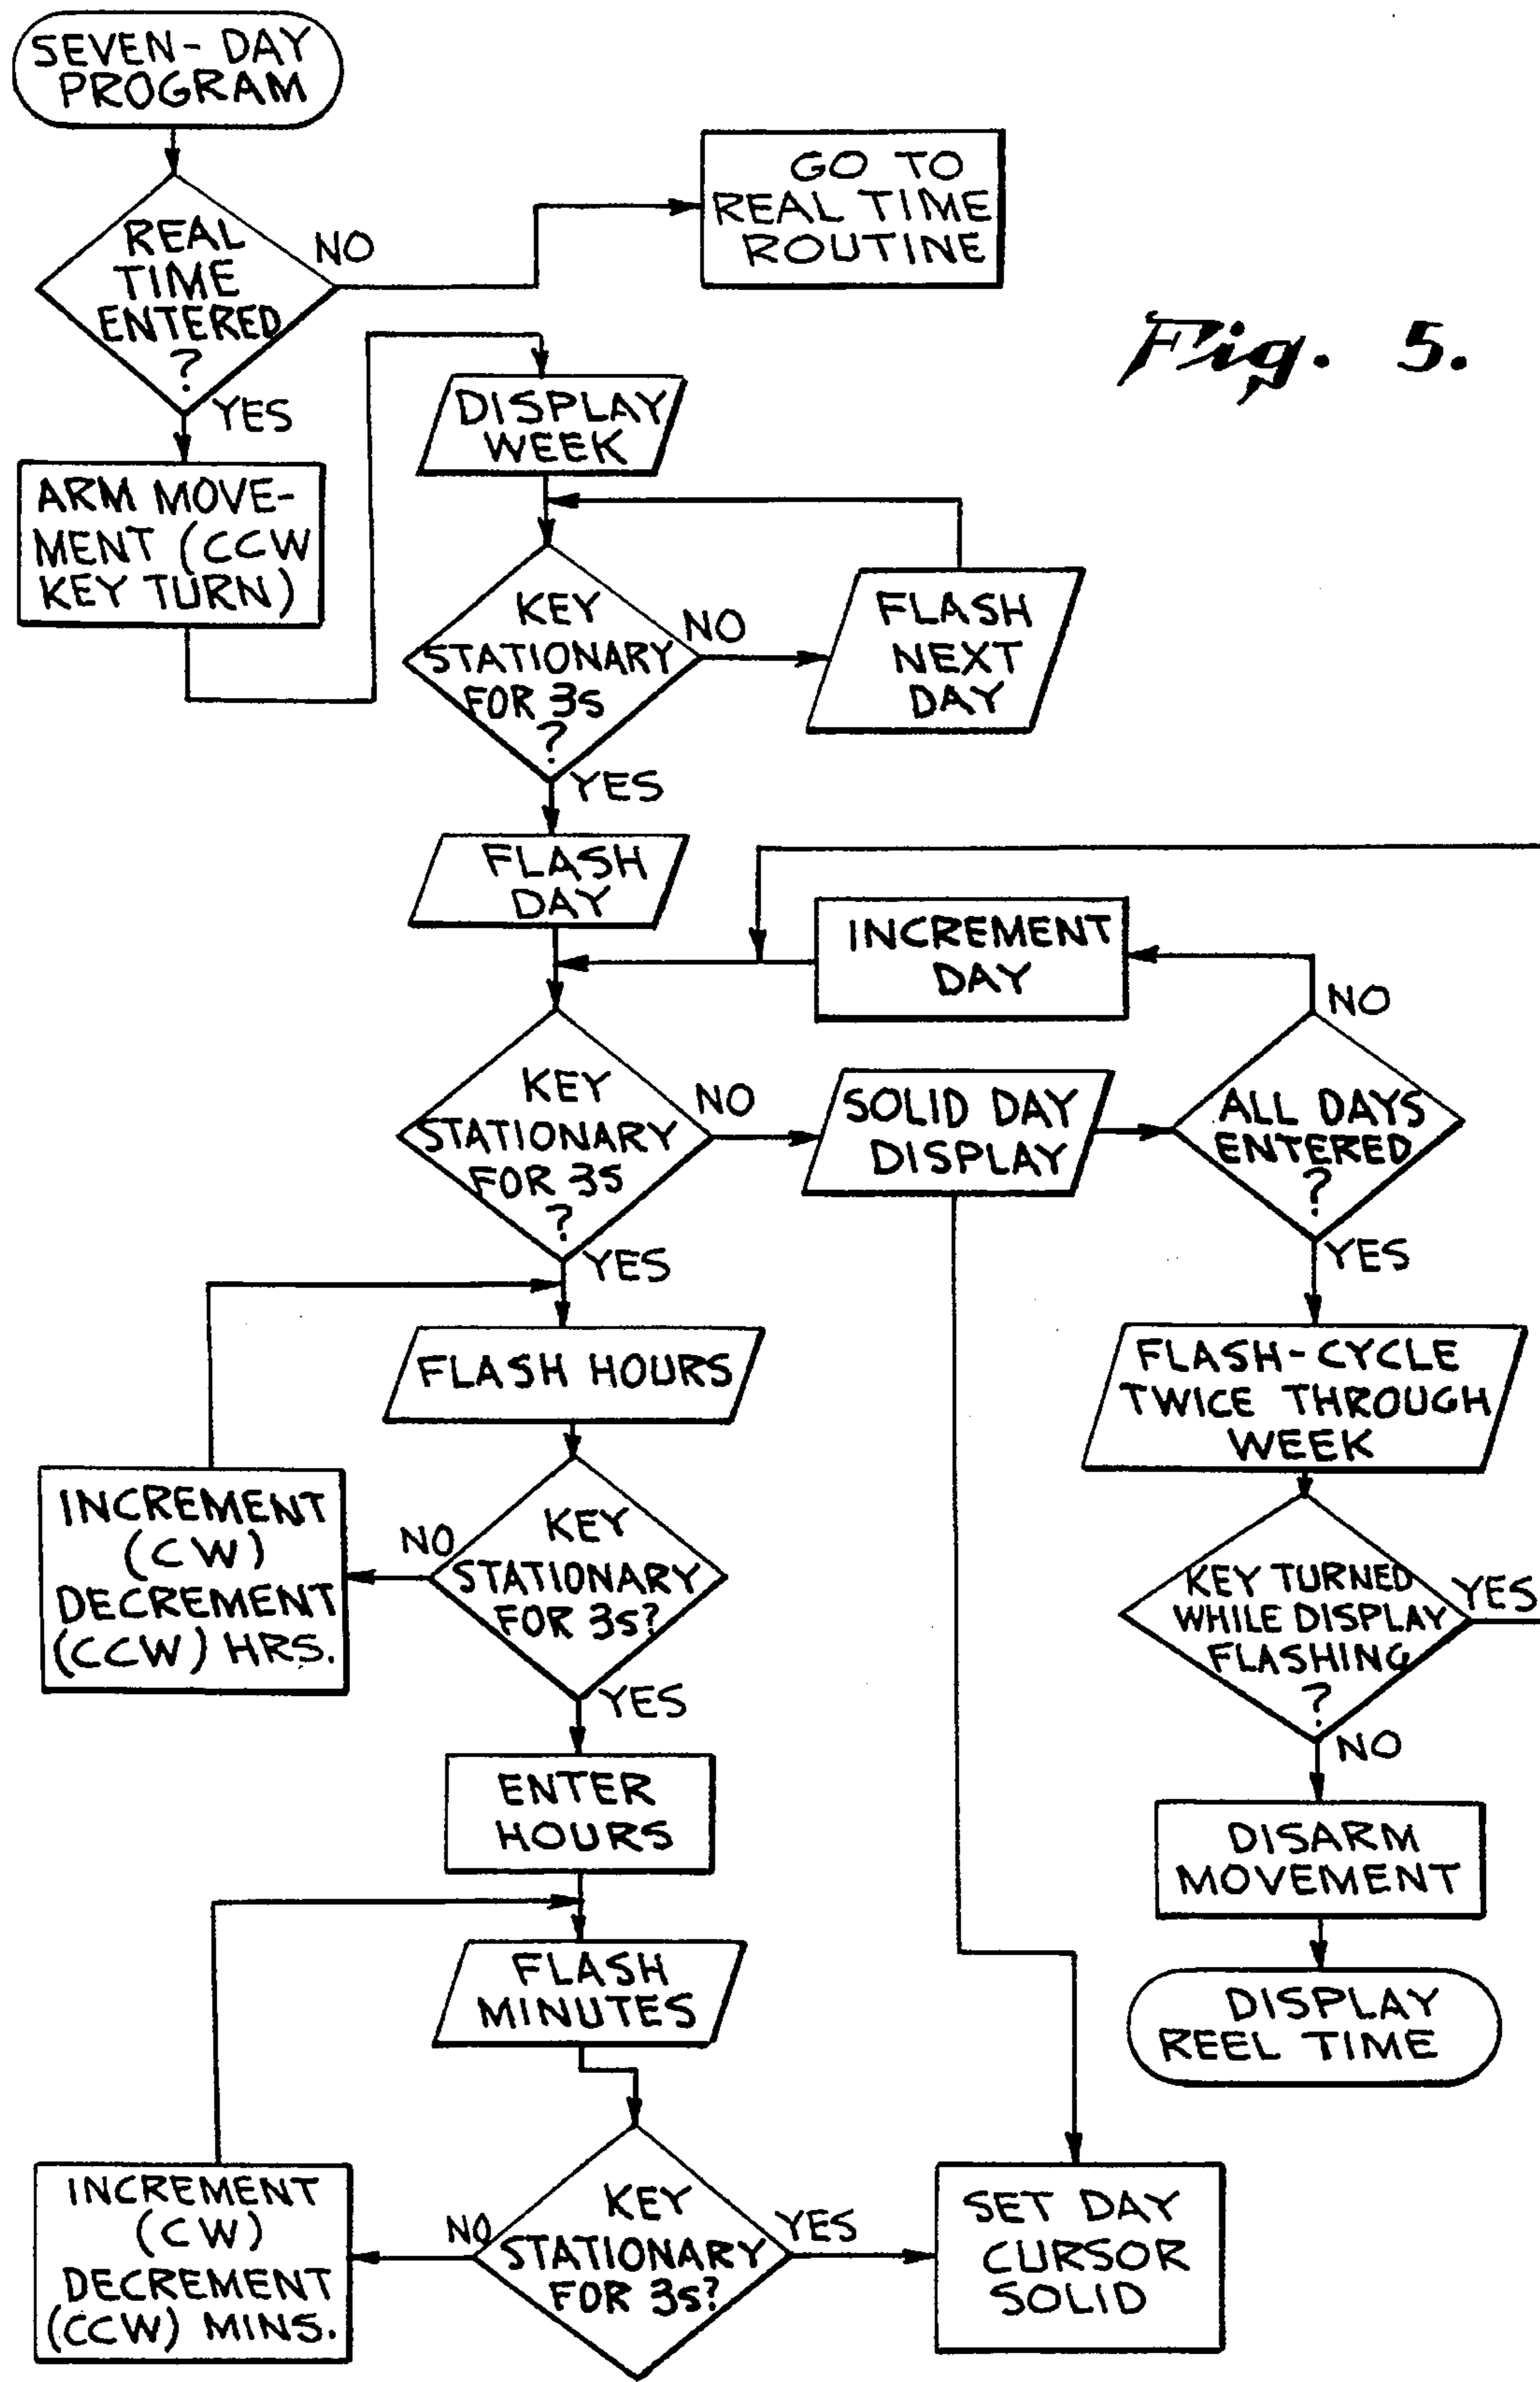 SEVEN- DAY
PROGRAM
REAL
TIME
ENTERED
?
NO
YES
GO TO
REAL TIME
ROUTINE
Fig. 5.
ARM MOVE-
MENT (CCW
KEY TURN)
DISPLAY
WEEK
KEY
STATIONARY
FOR 3s
?
NO
YES
FLASH
NEXT
DAY
FLASH
DAY
INCREMENT
DAY
KEY
STATIONARY
FOR 3S
?
NO
YES
SOLID DAY
DISPLAY
ALL DAYS
ENTERED
?
NO
YES
FLASH HOURS
FLASH-CYCLE
TWICE THROUGH
WEEK
KEY
STATIONARY
FOR 3s?
NO
YES
INCREMENT
(CW)
DECREMENT
(CCW) HRS.
KEY TURNED
WHILE DISPLAY
FLASHING
?
YES
NO
ENTER
HOURS
DISARM
MOVEMENT
FLASH
MINUTES
DISPLAY
REEL TIME
KEY
STATIONARY
FOR 3s?
NO
YES
INCREMENT
(CW)
DECREMENT
(CCW) MINS.
SET DAY
CURSOR
SOLID